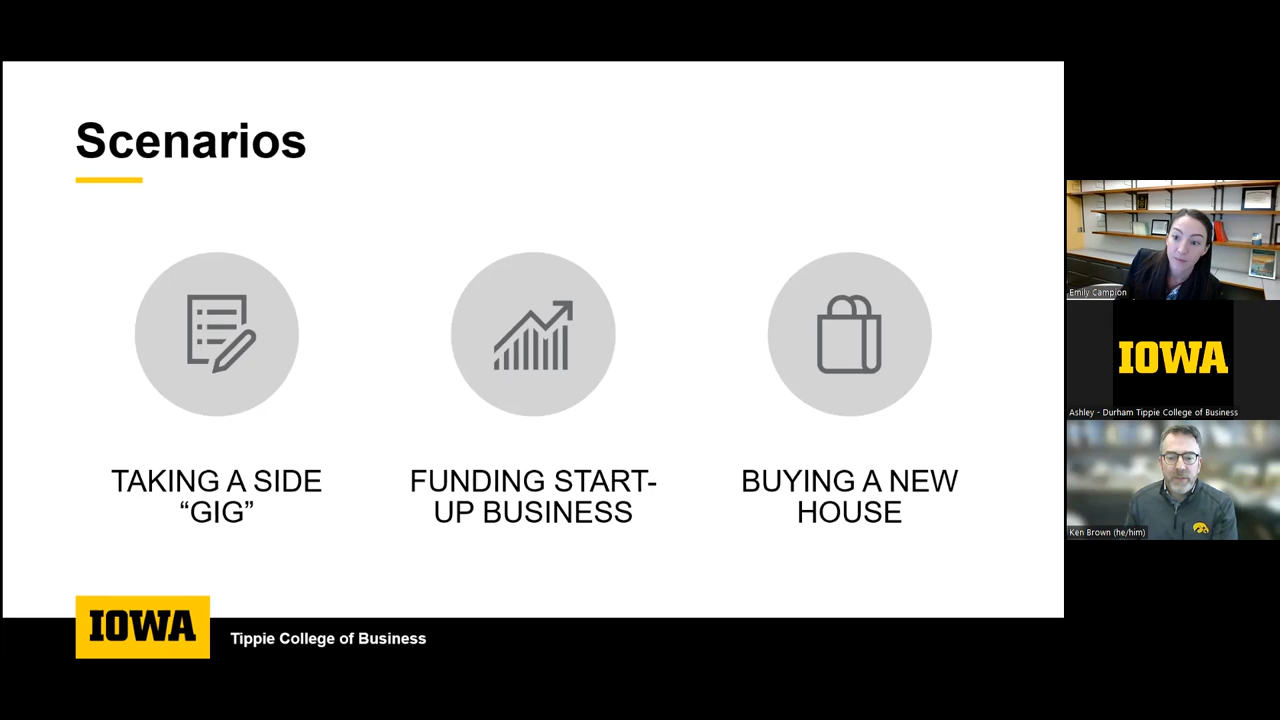 Scenarios
TAKING A SIDE
“GIG”
FUNDING START-
UP BUSINESS
BUYING A NEW
HOUSE
IOWA
Tippie College of Business
Emily Campion
IOWA
Ashley - Durham Tippie College of Business
Ken Brown (he/him)